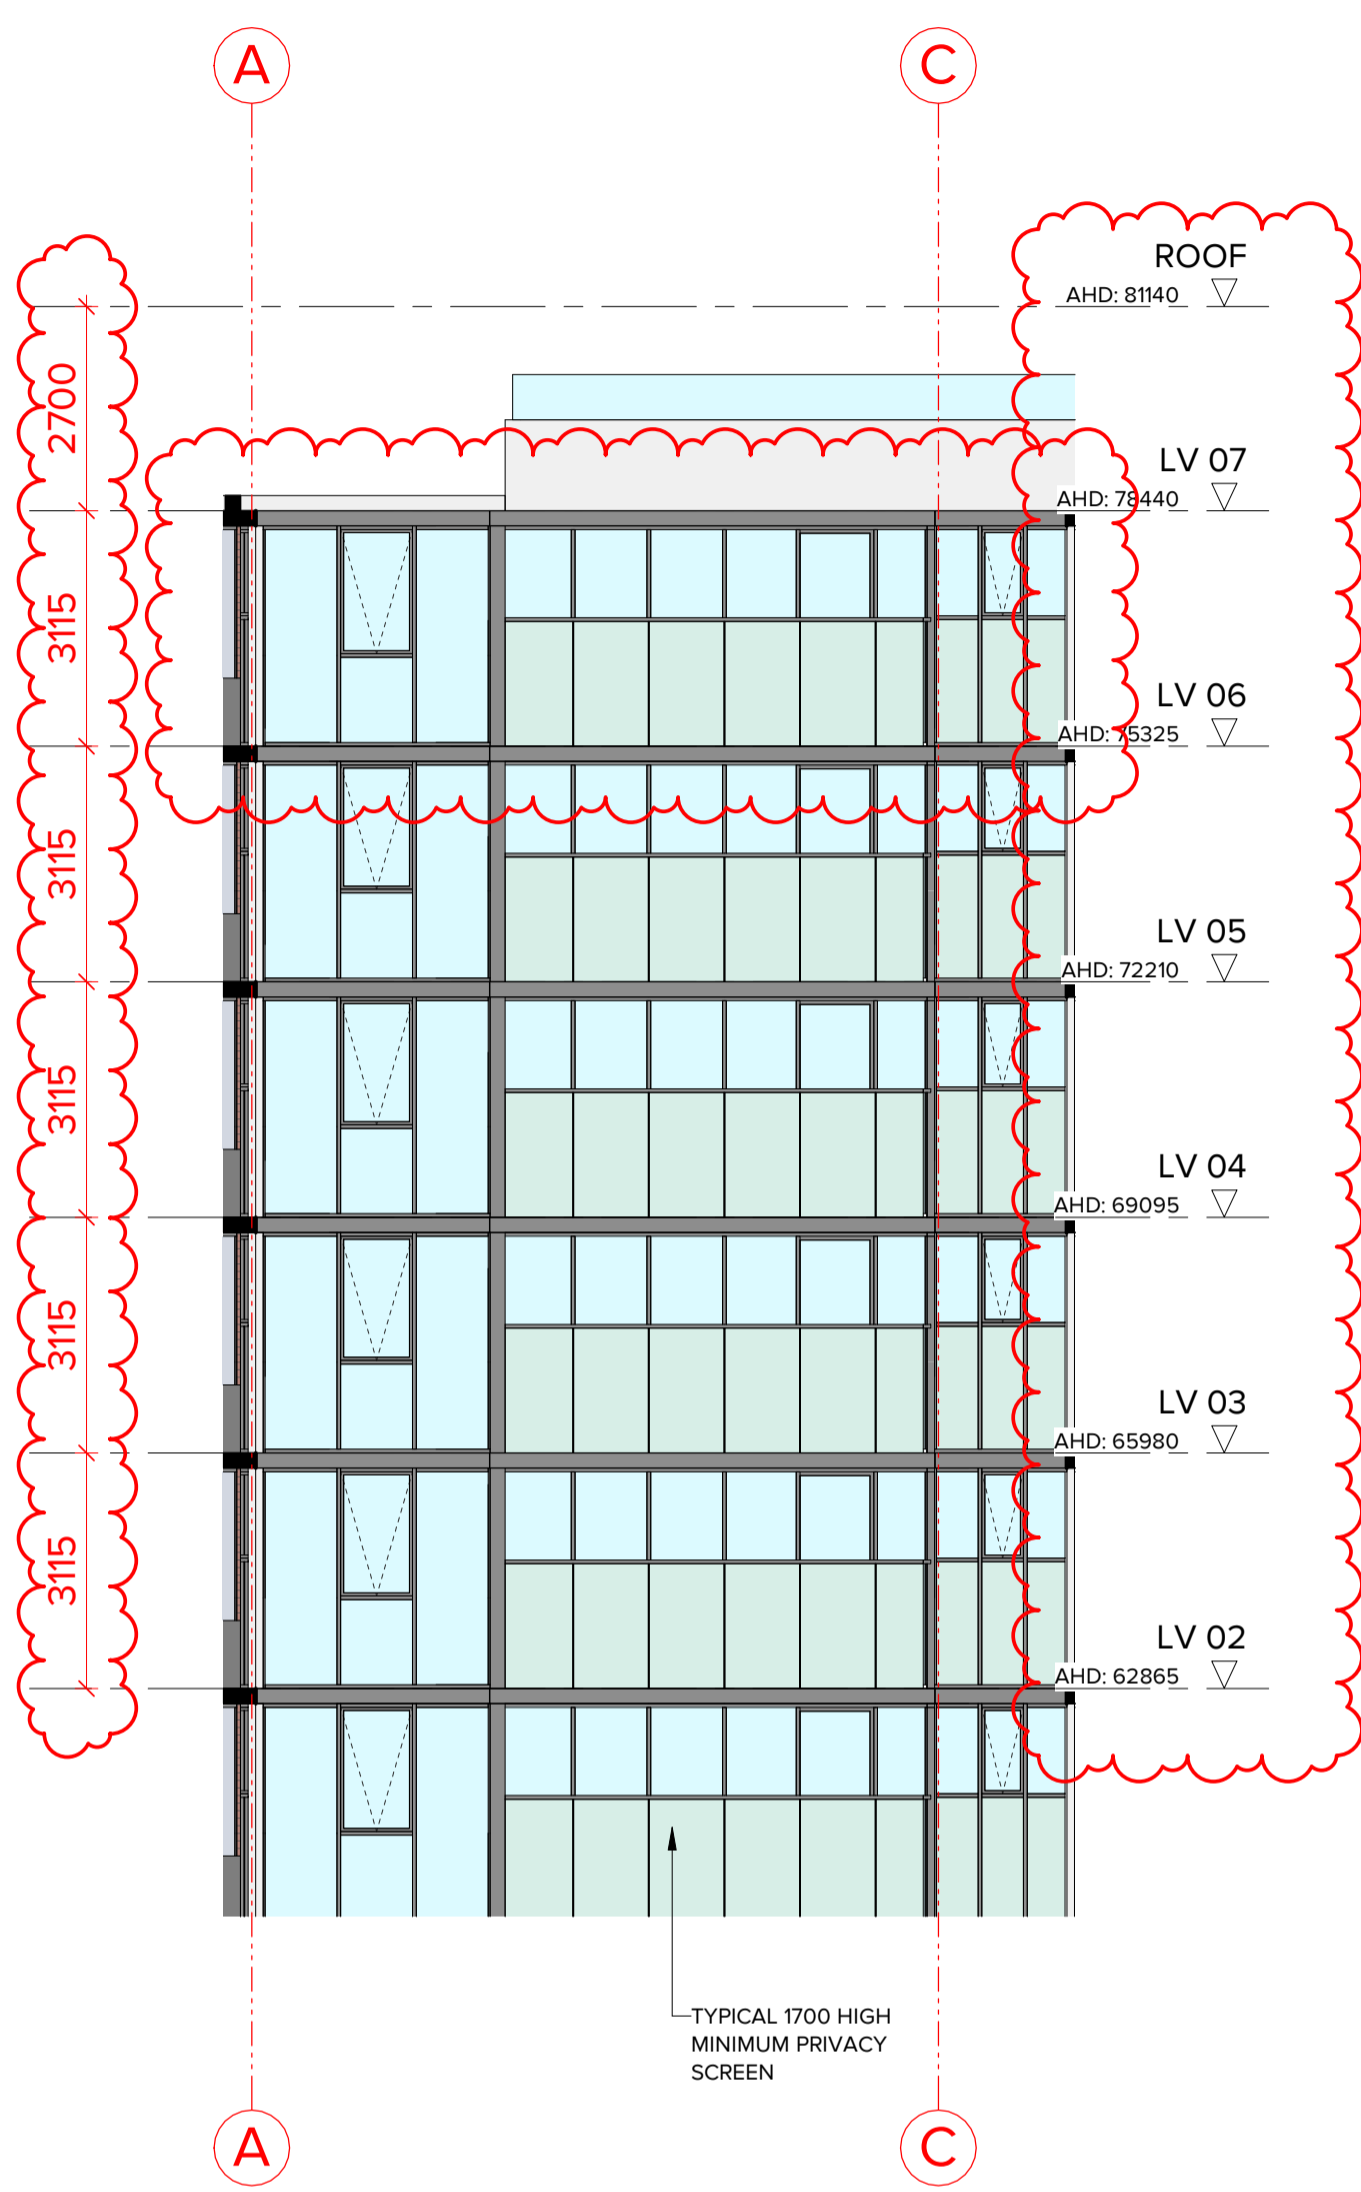 A
C
ROOF
AHD: 81140
2700
LV 07
AHD: 78440
3115
LV 06
AHD: 75325
3115
LV 05
AHD: 72210
3115
LV 04
AHD: 69095
3115
LV 03
AHD: 65980
3115
LV 02
AHD: 62865
TYPICAL 1700 HIGH
MINIMUM PRIVACY
SCREEN
A
C